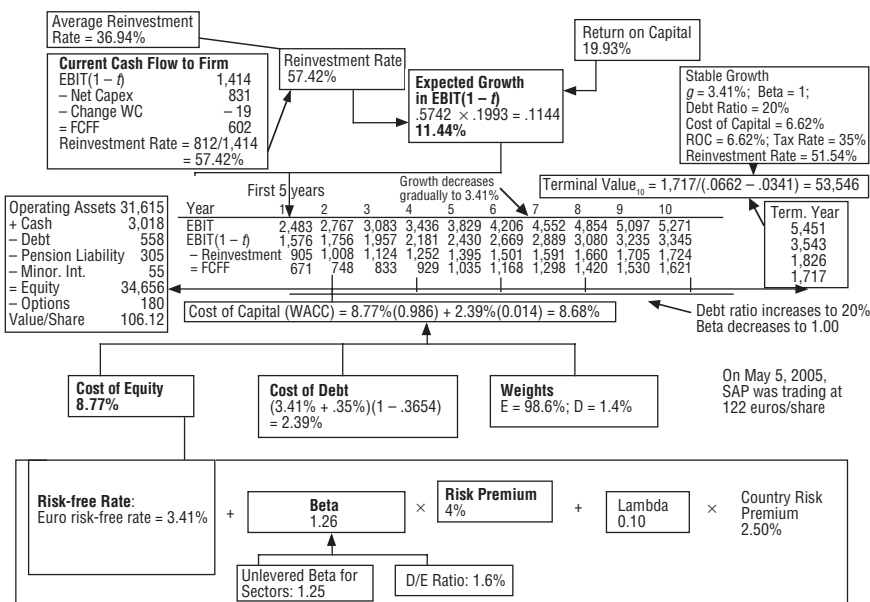 Average Reinvestment
Rate = 36.94%
Current Cash Flow to Firm
EBIT(1 – t) 1,414
– Net Capex 831
– Change WC – 19
= FCFF 602
Reinvestment Rate = 812/1,414
= 57.42%
Reinvestment Rate
57.42%
Expected Growth
in EBIT(1 – t)
.5742 × .1993 = .1144
11.44%
Return on Capital
19.93%
Stable Growth
g = 3.41%; Beta = 1;
Debt Ratio = 20%
Cost of Capital = 6.62%
ROC = 6.62%; Tax Rate = 35%
Reinvestment Rate = 51.54%
Terminal Value10 = 1,717/(.0662 – .0341) = 53,546
First 5 years
Growth decreases
gradually to 3.41%
Operating Assets 31,615
+ Cash 3,018
– Debt 558
– Pension Liability 305
– Minor. Int. 55
= Equity 34,656
– Options 180
Value/Share 106.12
Year 1 2 3 4 5 6 7 8 9 10
EBIT 2,483 2,767 3,083 3,436 3,829 4,206 4,552 4,854 5,097 5,271
EBIT(1 – t) 1,576 1,756 1,957 2,181 2,430 2,669 2,889 3,080 3,235 3,345
– Reinvestment 905 1,008 1,124 1,252 1,395 1,501 1,591 1,660 1,705 1,724
= FCFF 671 748 833 929 1,035 1,168 1,298 1,420 1,530 1,621
Term. Year
5,451
3,543
1,826
1,717
Cost of Capital (WACC) = 8.77%(0.986) + 2.39%(0.014) = 8.68%
Debt ratio increases to 20%
Beta decreases to 1.00
Cost of Equity
8.77%
Cost of Debt
(3.41% + .35%)(1 – .3654)
= 2.39%
Weights
E = 98.6%; D = 1.4%
On May 5, 2005,
SAP was trading at
122 euros/share
Risk-free Rate:
Euro risk-free rate = 3.41%
+
Beta
1.26
×
Risk Premium
4%
+
Lambda
0.10
×
Country Risk
Premium
2.50%
Unlevered Beta for
Sectors: 1.25
D/E Ratio: 1.6%